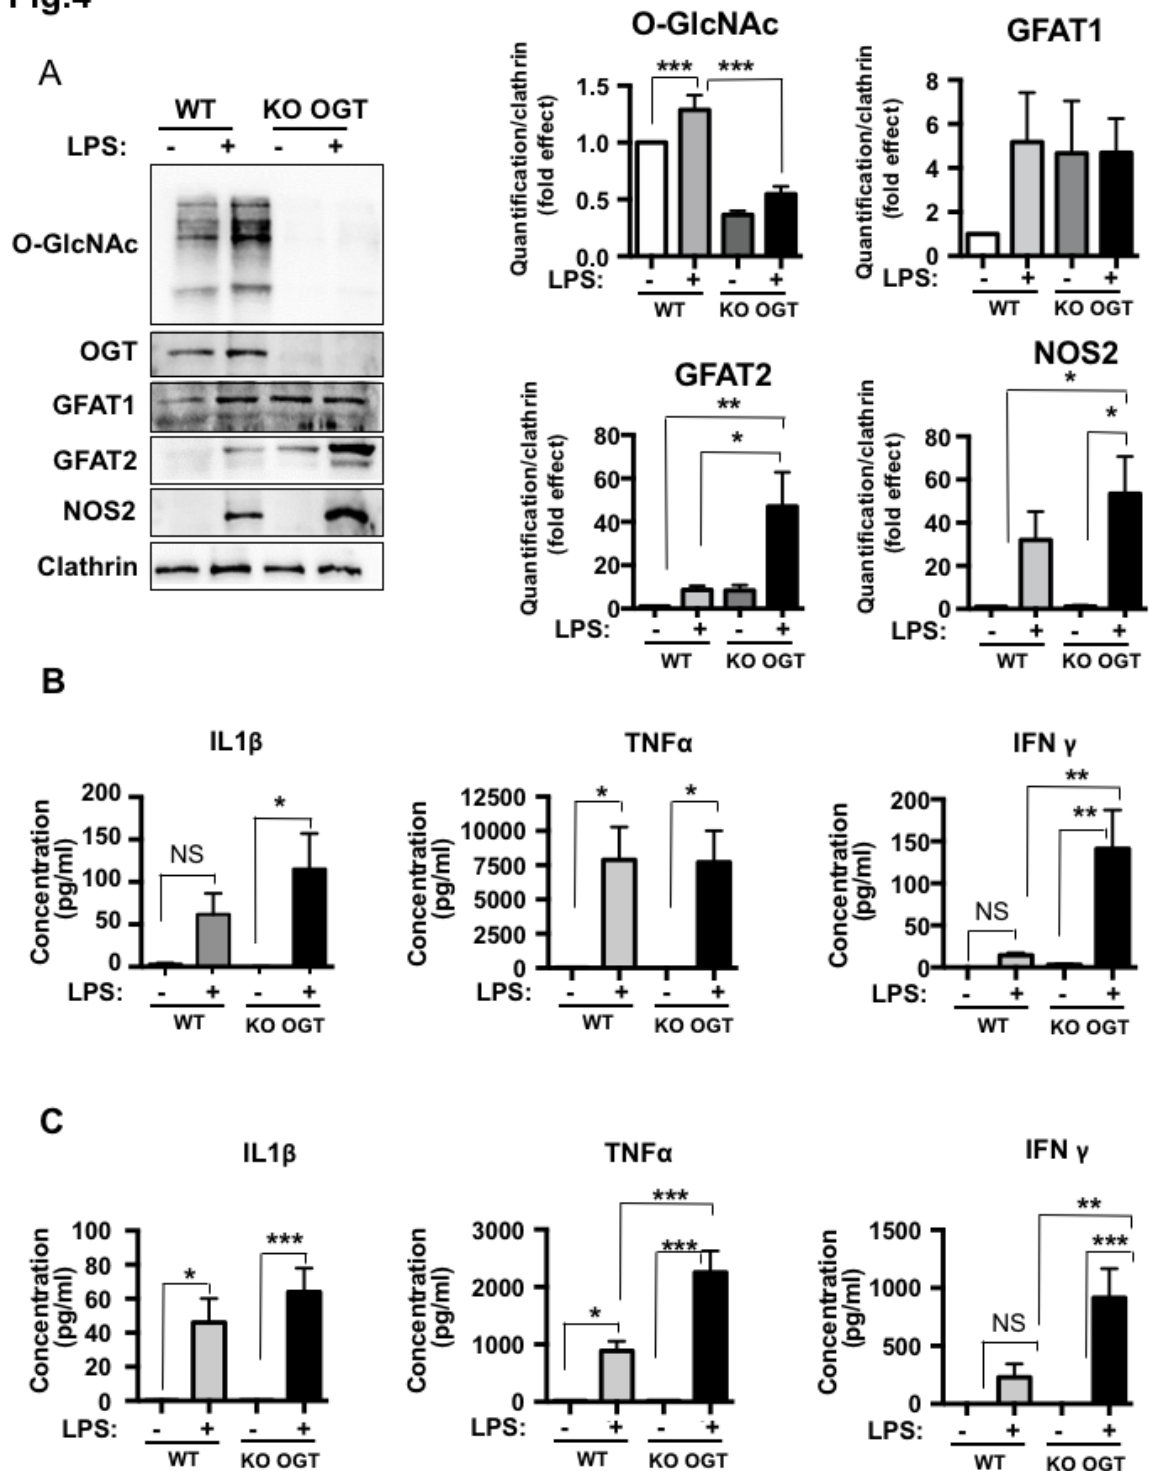 Fig.4
A
WT KO OGT
LPS: - + - +
O-GlcNAc
OGT
GFAT1
GFAT2
NOS2
Clathrin
O-GlcNAc
Quantification/clathrin
(fold effect)
1.5
1.0
0.5
0.0
*** ***
LPS: - + - +
WT KO OGT
GFAT1
Quantification/clathrin
(fold effect)
8
6
4
2
0
LPS: - + - +
WT KO OGT
GFAT2
Quantification/clathrin
(fold effect)
80
60
40
20
0
**
*
LPS: - + - +
WT KO OGT
NOS2
Quantification/clathrin
(fold effect)
80
60
40
20
0
*
*
LPS: - + - +
WT KO OGT
B
IL1β
Concentration
(pg/ml)
200
150
100
50
0
NS *
LPS: - + - +
WT KO OGT
TNFα
Concentration
(pg/ml)
12500
10000
7500
5000
2500
0
* *
LPS: - + - +
WT KO OGT
IFN γ
Concentration
(pg/ml)
200
150
100
50
0
**
**
NS
LPS: - + - +
WT KO OGT
C
IL1β
Concentration
(pg/ml)
100
80
60
40
20
0
* ***
LPS: - + - +
WT KO OGT
TNFα
Concentration
(pg/ml)
3000
2000
1000
0
***
***
*
LPS: - + - +
WT KO OGT
IFN γ
Concentration
(pg/ml)
1500
1000
500
0
**
***
NS
LPS: - + - +
WT KO OGT